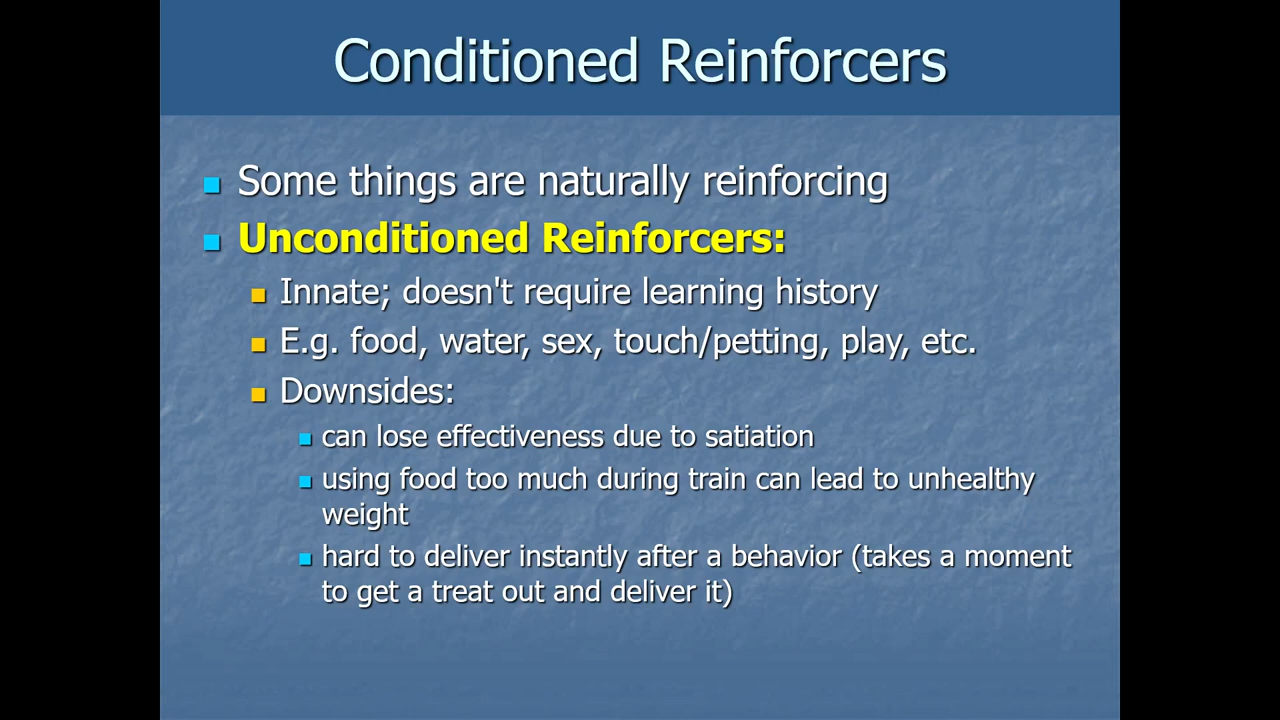 Conditioned Reinforcers
Some things are naturally reinforcing
Unconditioned Reinforcers:
Innate; doesn't require learning history
E.g. food, water, sex, touch/petting, play, etc.
Downsides:
can lose effectiveness due to satiation
using food too much during train can lead to unhealthy
weight
hard to deliver instantly after a behavior (takes a moment
to get a treat out and deliver it)